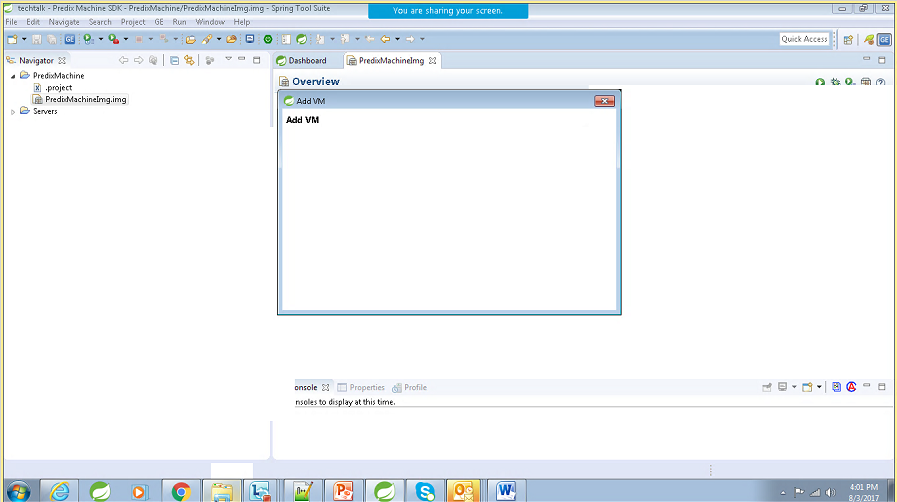 techtalk - Predix Machine SDK - PredixMachine/PredixMachineImg.img - Spring Tool Suite
You are sharing your screen.
File Edit Navigate Search Project GE Run Window Help
GE
Quick Access
GE
Navigator
Dashboard
PredixMachineImg
PredixMachine
.project
PredixMachineImg.img
Servers
Overview
Add VM
Add VM
onsole
Properties
Profile
nsoles to display at this time.
4:01 PM
8/3/2017